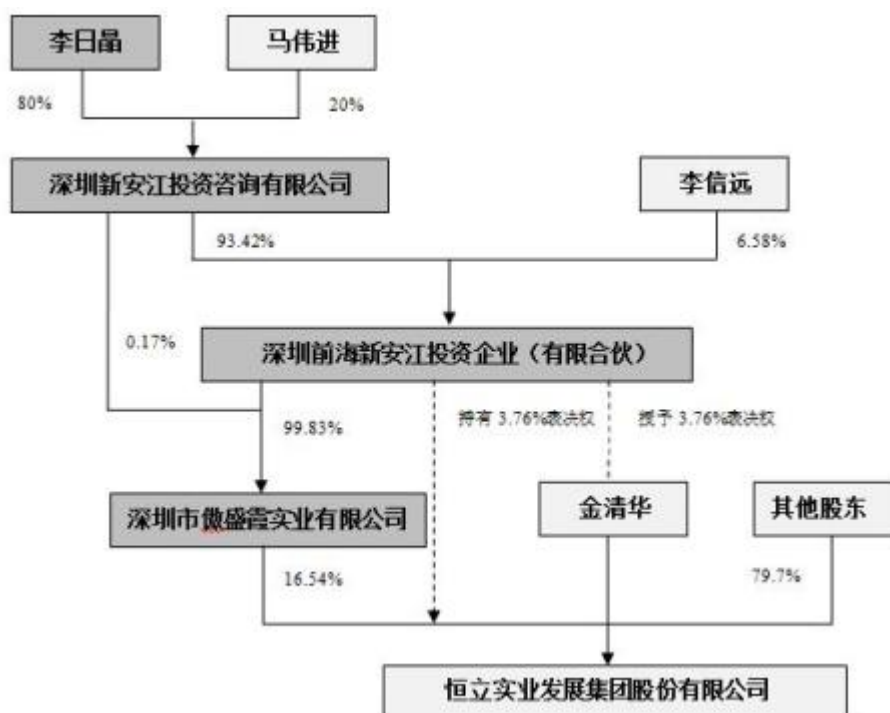 李日晶
马伟进
80%
20%
深圳新安江投资咨询有限公司
李信远
93.42%
6.58%
0.17%
深圳前海新安江投资企业（有限合伙）
99.83%
持有 3.76%表决权
授予 3.76%表决权
深圳市傲盛霞实业有限公司
金清华
其他股东
16.54%
79.7%
恒立实业发展集团股份有限公司